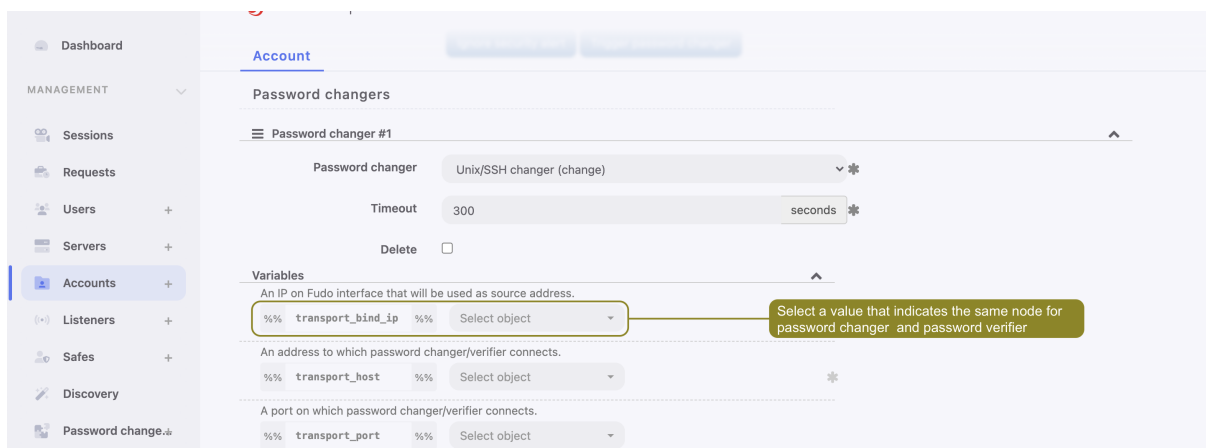 Dashboard
Account
MANAGEMENT
Password changers
Sessions
Password changer #1
Requests
Password changer
Unix/SSH changer (change)
Users +
Timeout
300
seconds
Servers +
Delete
Accounts +
Variables
An IP on Fudo interface that will be used as source address.
%% transport_bind_ip %% Select object
Select a value that indicates the same node for
password changer and password verifier
Listeners +
Safes +
An address to which password changer/verifier connects.
%% transport_host %% Select object
Discovery
A port on which password changer/verifier connects.
Password change..
%% transport_port %% Select object